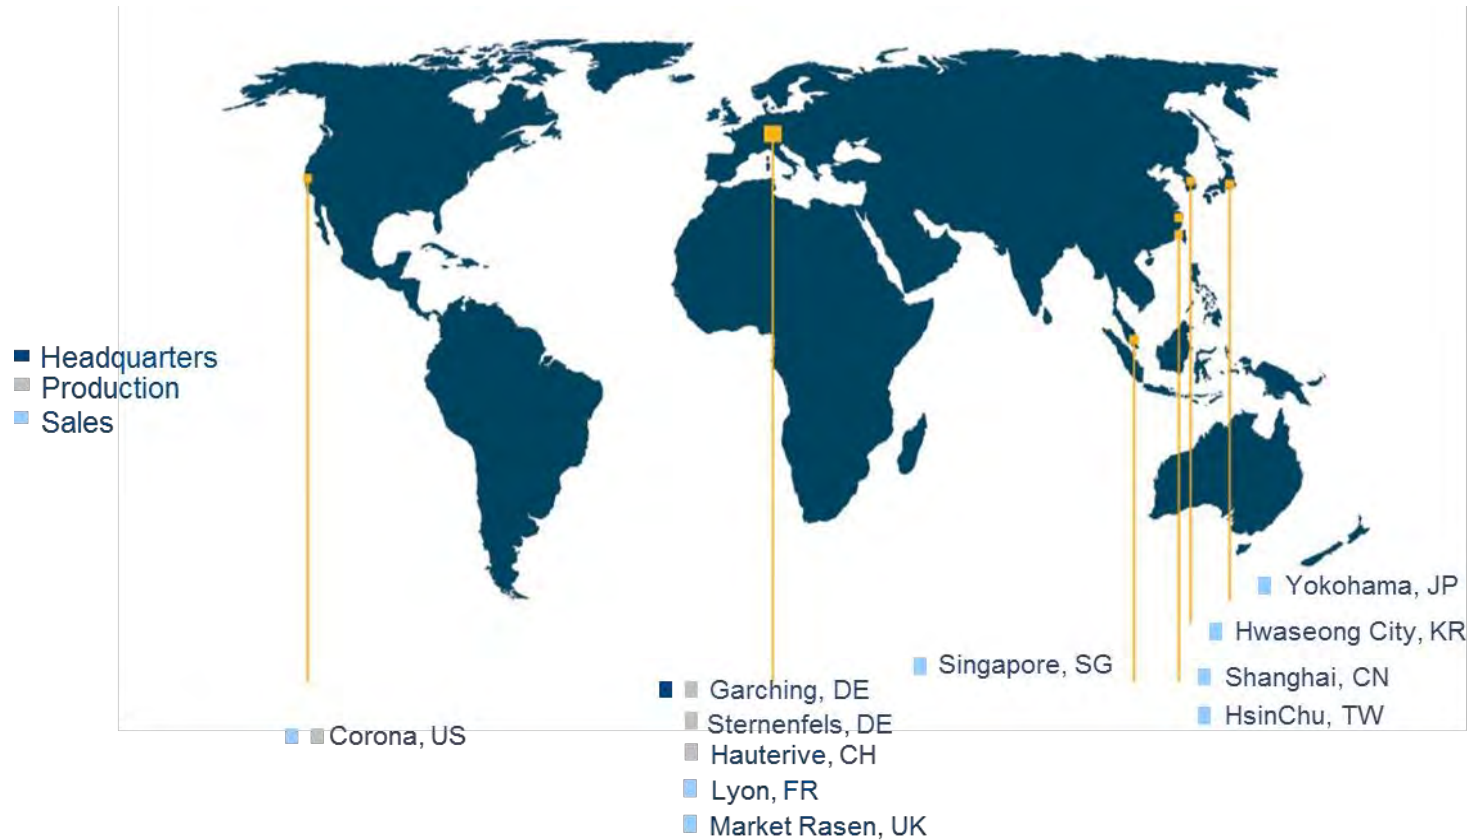 Headquarters
Production
Sales
Yokohama, JP
Hwaseong City, KR
Singapore, SG
Shanghai, CN
Garching, DE
HsinChu, TW
Sternenfels, DE
Corona, US
Hauterive, CH
Lyon, FR
Market Rasen, UK